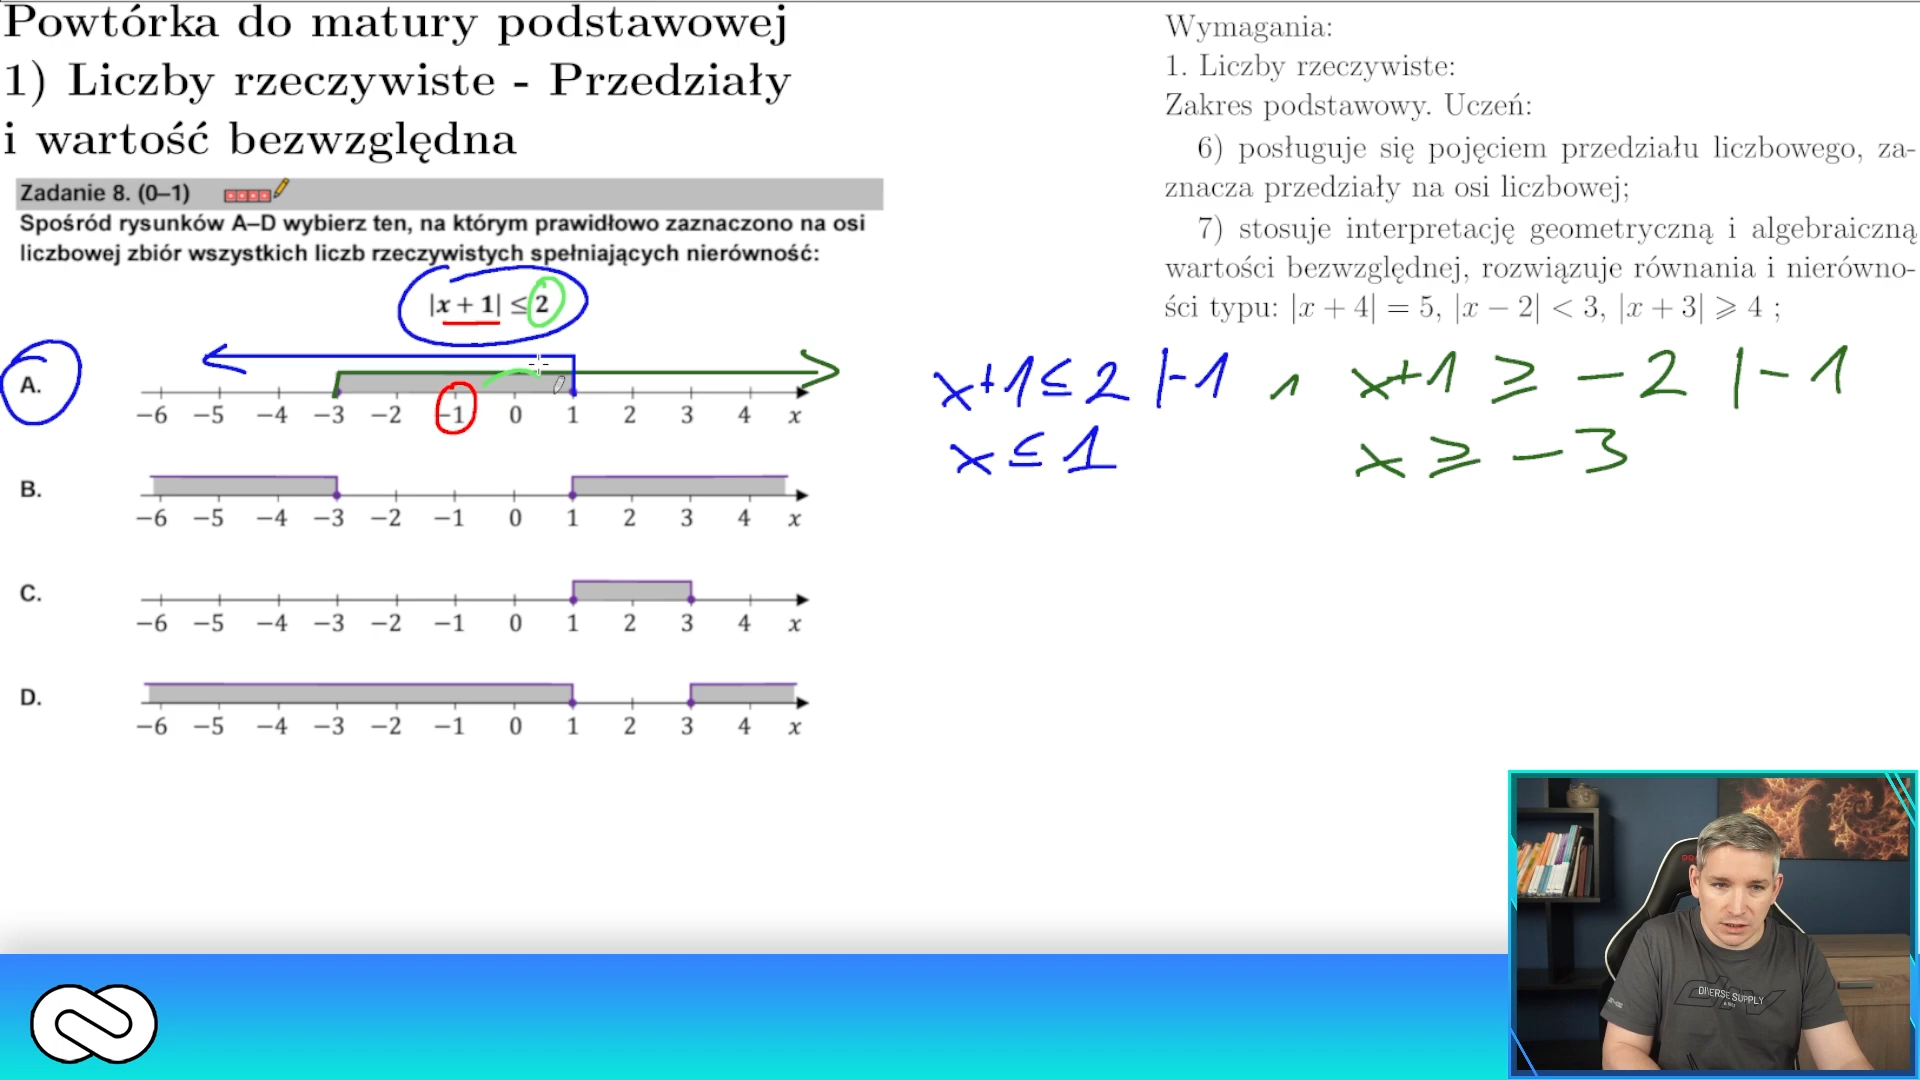 Powtórka do matury podstawowej
1) Liczby rzeczywiste - Przedziały
i wartość bezwzględna
Zadanie 8. (0–1)
Spośród rysunków A–D wybierz ten, na którym prawidłowo zaznaczono na osi
liczbowej zbiór wszystkich liczb rzeczywistych spełniających nierówność:
|x + 1| ≤ 2
A.
−6 −5 −4 −3 −2 −1 0 1 2 3 4 x
B.
−6 −5 −4 −3 −2 −1 0 1 2 3 4 x
C.
−6 −5 −4 −3 −2 −1 0 1 2 3 4 x
D.
−6 −5 −4 −3 −2 −1 0 1 2 3 4 x
Wymagania:
1. Liczby rzeczywiste:
Zakres podstawowy. Uczeń:
6) posługuje się pojęciem przedziału liczbowego, za-
znacza przedziały na osi liczbowej;
7) stosuje interpretację geometryczną i algebraiczną
wartości bezwzględnej, rozwiązuje równania i nierówno-
ści typu: |x + 4| = 5, |x − 2| < 3, |x + 3| ⩾ 4 ;
x+1 ≤ 2 |-1 ∧ x+1 ≥ -2 |-1
x ≤ 1 x ≥ -3
DIVERSE SUPPLY